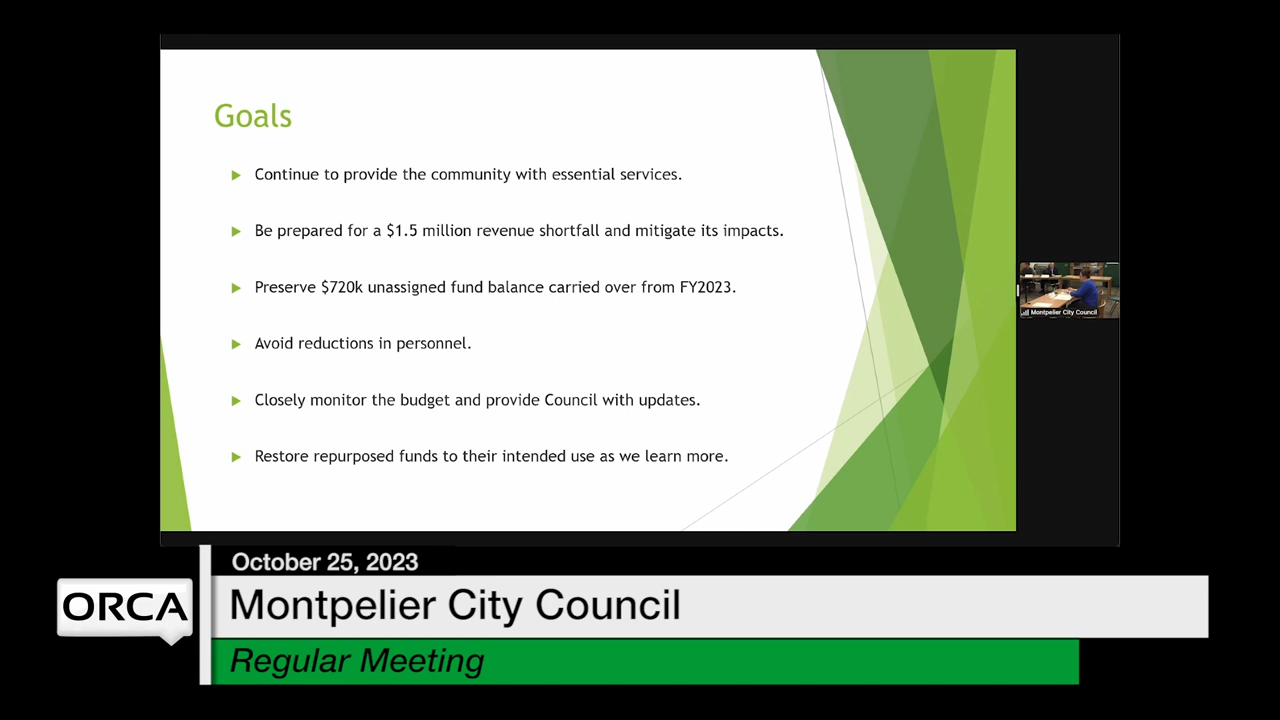 Goals
Continue to provide the community with essential services.
Be prepared for a $1.5 million revenue shortfall and mitigate its impacts.
Preserve $720k unassigned fund balance carried over from FY2023.
Avoid reductions in personnel.
Closely monitor the budget and provide Council with updates.
Restore repurposed funds to their intended use as we learn more.
Montpelier City Council
October 25, 2023
ORCA
Montpelier City Council
Regular Meeting